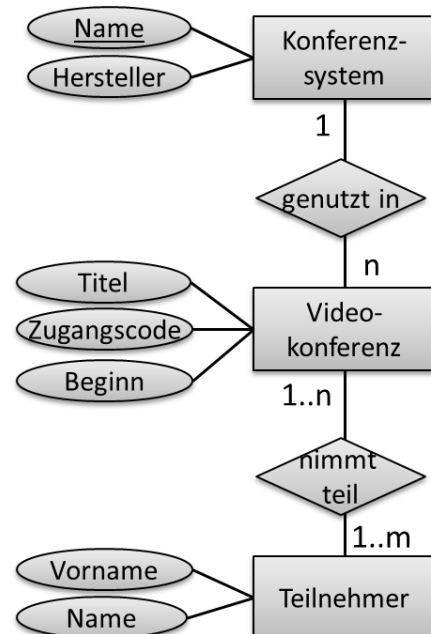 Name
Hersteller
Konferenz-
system
1
genutzt in
n
Titel
Zugangscode
Beginn
Video-
konferenz
1..n
nimmt
teil
1..m
Vorname
Name
Teilnehmer